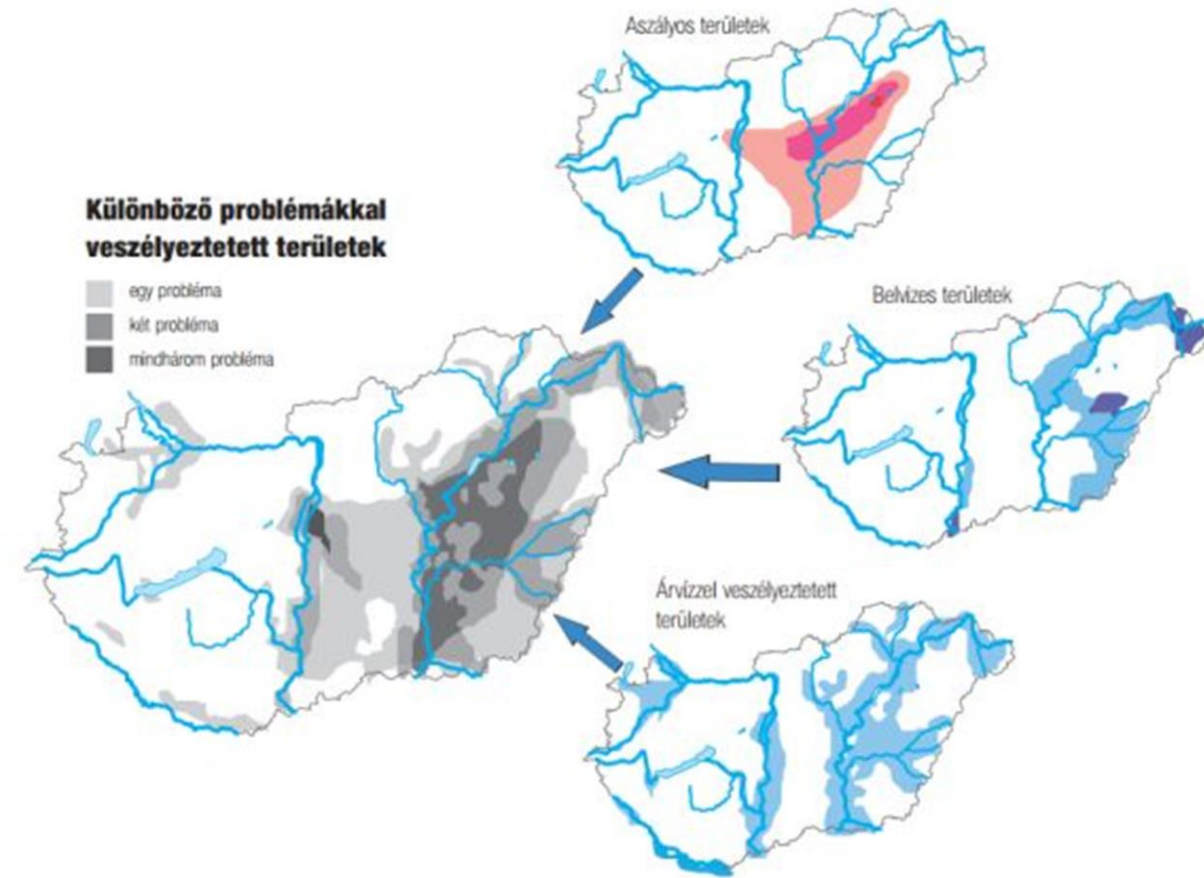 Aszályos területek
Különböző problémákkal
veszélyeztetett területek
egy probléma
két probléma
mindhárom probléma
Belvizes területek
Árvízzel veszélyeztetett
területek